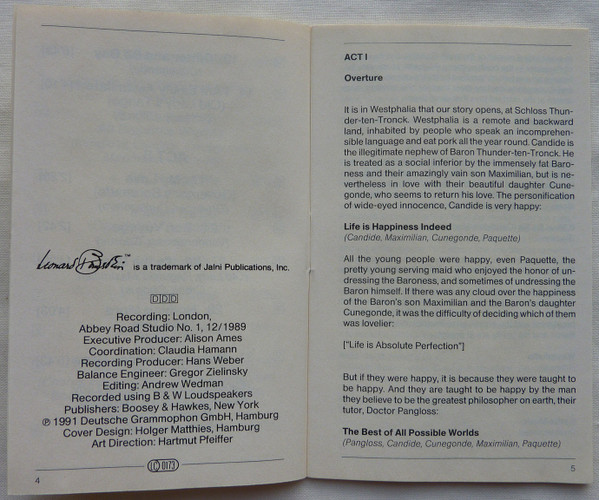 Leonard Bernstein™ is a trademark of Jalni Publications, Inc.
DDD
Recording: London,
Abbey Road Studio No. 1, 12/1989
Executive Producer: Alison Ames
Coordination: Claudia Hamann
Recording Producer: Hans Weber
Balance Engineer: Gregor Zielinsky
Editing: Andrew Wedman
Recorded using B & W Loudspeakers
Publishers: Boosey & Hawkes, New York
℗ 1991 Deutsche Grammophon GmbH, Hamburg
Cover Design: Holger Matthies, Hamburg
Art Direction: Hartmut Pfeiffer
0173
4
ACT I
Overture
It is in Westphalia that our story opens, at Schloss Thun-
der-ten-Tronck. Westphalia is a remote and backward
land, inhabited by people who speak an incomprehen-
sible language and eat pork all the year round. Candide is
the illegitimate nephew of Baron Thunder-ten-Tronck. He
is treated as a social inferior by the immensely fat Baro-
ness and their amazingly vain son Maximilian, but is ne-
vertheless in love with their beautiful daughter Cune-
gonde, who seems to return his love. The personification
of wide-eyed innocence, Candide is very happy:
Life is Happiness Indeed
(Candide, Maximilian, Cunegonde, Paquette)
All the young people were happy, even Paquette, the
pretty young serving maid who enjoyed the honor of un-
dressing the Baroness, and sometimes of undressing the
Baron himself. If there was any cloud over the happiness
of the Baron's son Maximilian and the Baron's daughter
Cunegonde, it was the difficulty of deciding which of them
was lovelier:
["Life is Absolute Perfection"]
But if they were happy, it is because they were taught to
be happy. And they are taught to be happy by the man
they believe to be the greatest philosopher on earth, their
tutor, Doctor Pangloss:
The Best of All Possible Worlds
(Pangloss, Candide, Cunegonde, Maximilian, Paquette)
5